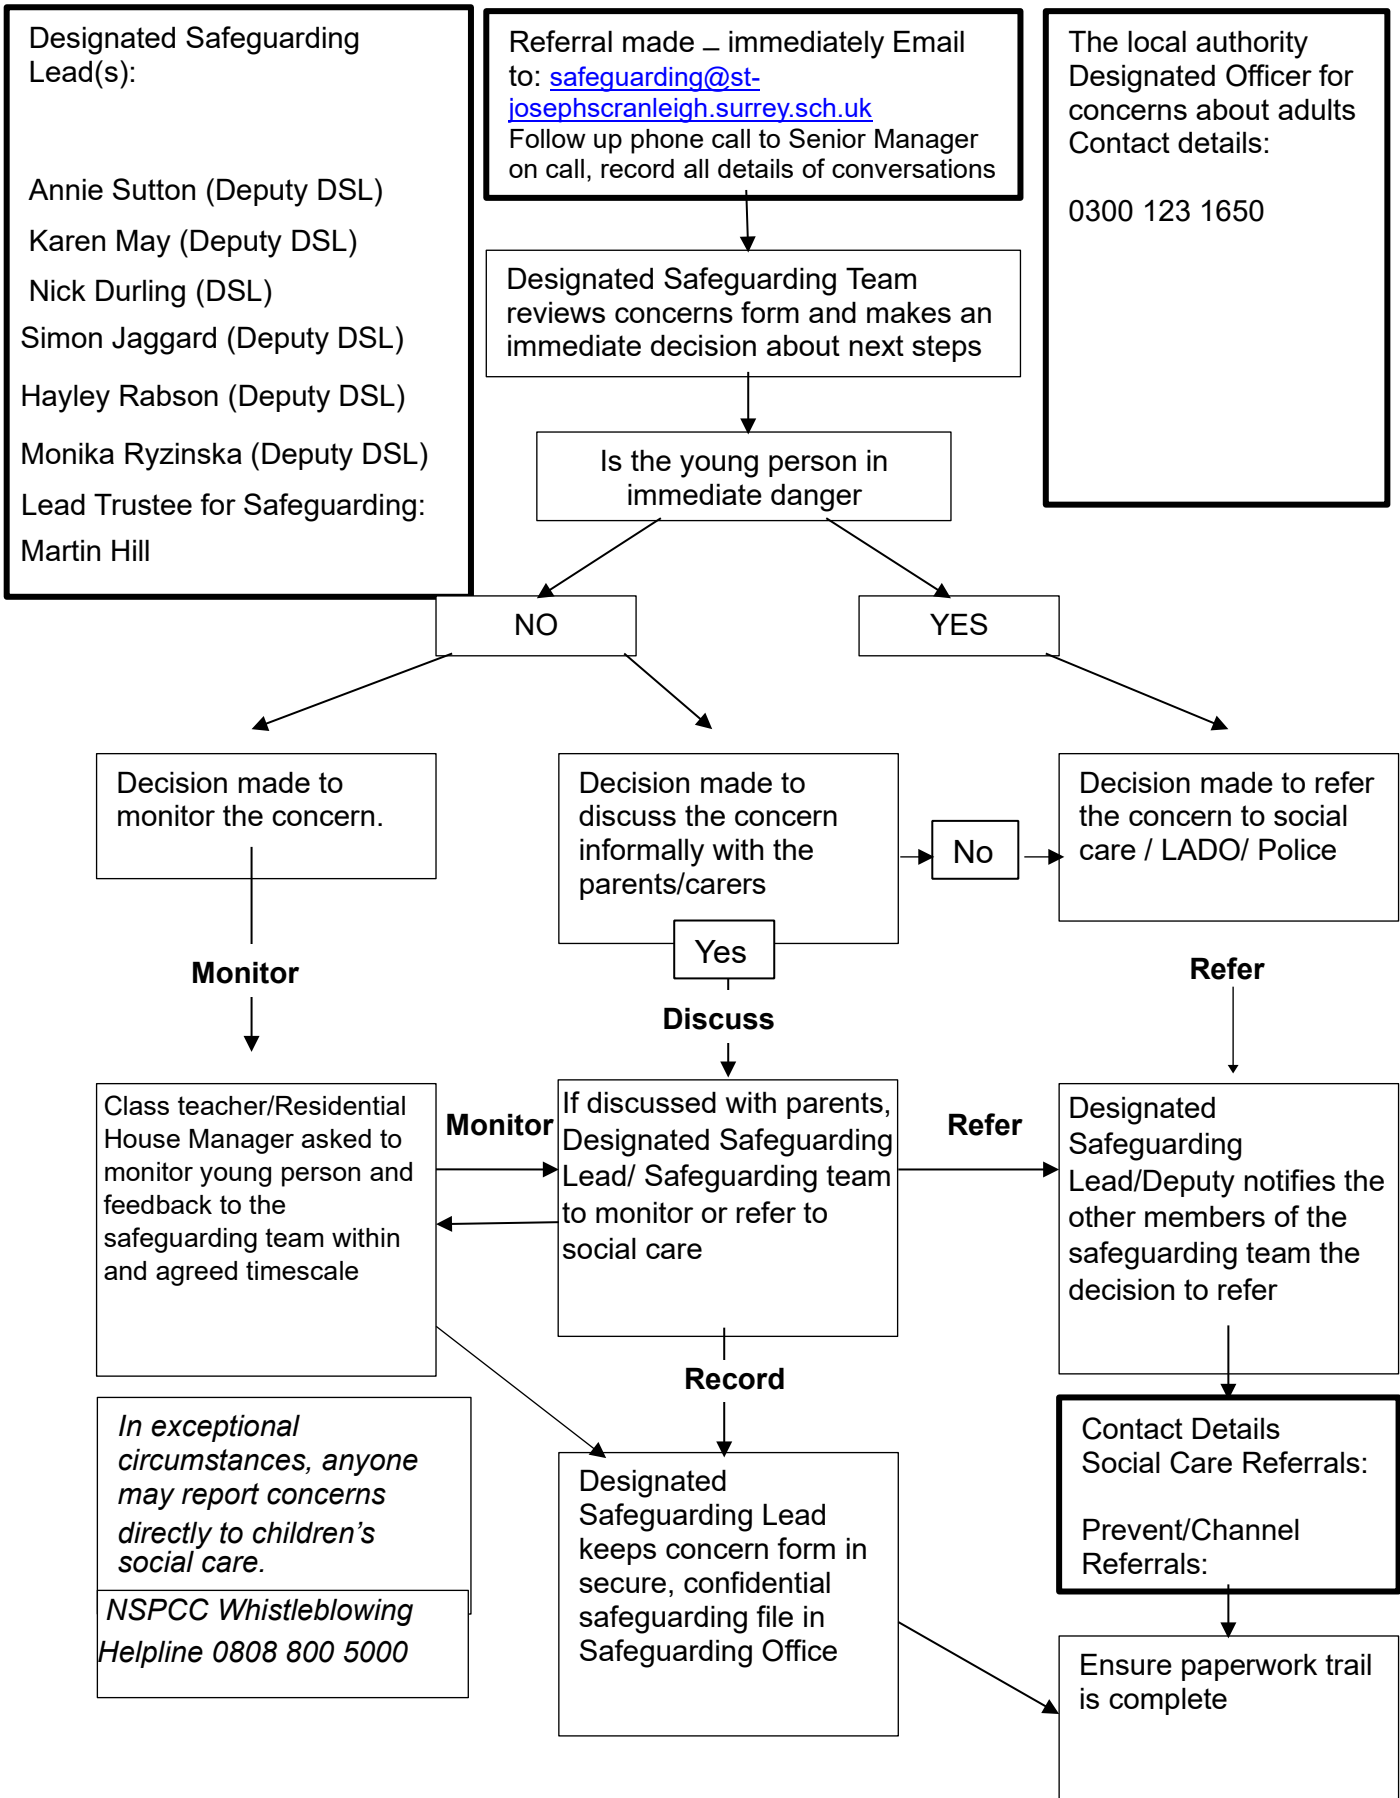 Designated Safeguarding
Lead(s):
Annie Sutton (Deputy DSL)
Karen May (Deputy DSL)
Nick Durling (DSL)
Simon Jaggard (Deputy DSL)
Hayley Rabson (Deputy DSL)
Monika Ryzinska (Deputy DSL)
Lead Trustee for Safeguarding:
Martin Hill
Referral made – immediately Email
to: safeguarding@st-
josephscranleigh.surrey.sch.uk
Follow up phone call to Senior Manager
on call, record all details of conversations
The local authority
Designated Officer for
concerns about adults
Contact details:
0300 123 1650
Designated Safeguarding Team
reviews concerns form and makes an
immediate decision about next steps
Is the young person in
immediate danger
NO
YES
Decision made to
monitor the concern.
Decision made to
discuss the concern
informally with the
parents/carers
No
Decision made to refer
the concern to social
care / LADO/ Police
Yes
Monitor
Discuss
Refer
Class teacher/Residential
House Manager asked to
monitor young person and
feedback to the
safeguarding team within
and agreed timescale
Monitor
If discussed with parents,
Designated Safeguarding
Lead/ Safeguarding team
to monitor or refer to
social care
Refer
Designated
Safeguarding
Lead/Deputy notifies the
other members of the
safeguarding team the
decision to refer
Record
In exceptional
circumstances, anyone
may report concerns
directly to children’s
social care.
NSPCC Whistleblowing
Helpline 0808 800 5000
Designated
Safeguarding Lead
keeps concern form in
secure, confidential
safeguarding file in
Safeguarding Office
Contact Details
Social Care Referrals:
Prevent/Channel
Referrals:
Ensure paperwork trail
is complete